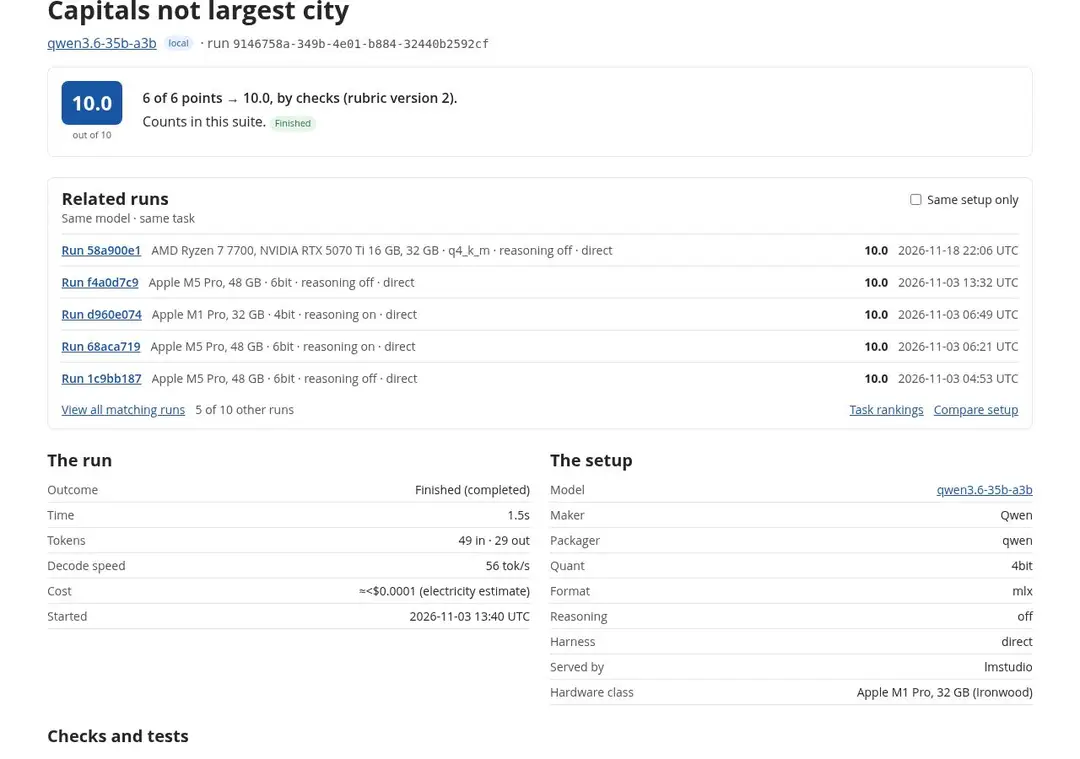 Capitals not largest city
qwen3.6-35b-a3b local · run 9146758a-349b-4e01-b884-32440b2592cf
10.0
out of 10
6 of 6 points → 10.0, by checks (rubric version 2).
Counts in this suite. Finished
Related runs
Same model · same task
Same setup only
Run 58a900e1 AMD Ryzen 7 7700, NVIDIA RTX 5070 Ti 16 GB, 32 GB · q4_k_m · reasoning off · direct 10.0 2026-11-18 22:06 UTC
Run f4a0d7c9 Apple M5 Pro, 48 GB · 6bit · reasoning off · direct 10.0 2026-11-03 13:32 UTC
Run d960e074 Apple M1 Pro, 32 GB · 4bit · reasoning on · direct 10.0 2026-11-03 06:49 UTC
Run 68aca719 Apple M5 Pro, 48 GB · 6bit · reasoning on · direct 10.0 2026-11-03 06:21 UTC
Run 1c9bb187 Apple M5 Pro, 48 GB · 6bit · reasoning off · direct 10.0 2026-11-03 04:53 UTC
View all matching runs 5 of 10 other runs Task rankings Compare setup
The run
Outcome Finished (completed)
Time 1.5s
Tokens 49 in · 29 out
Decode speed 56 tok/s
Cost ≈<$0.0001 (electricity estimate)
Started 2026-11-03 13:40 UTC
The setup
Model qwen3.6-35b-a3b
Maker Qwen
Packager qwen
Quant 4bit
Format mlx
Reasoning off
Harness direct
Served by lmstudio
Hardware class Apple M1 Pro, 32 GB (ironwood)
Checks and tests